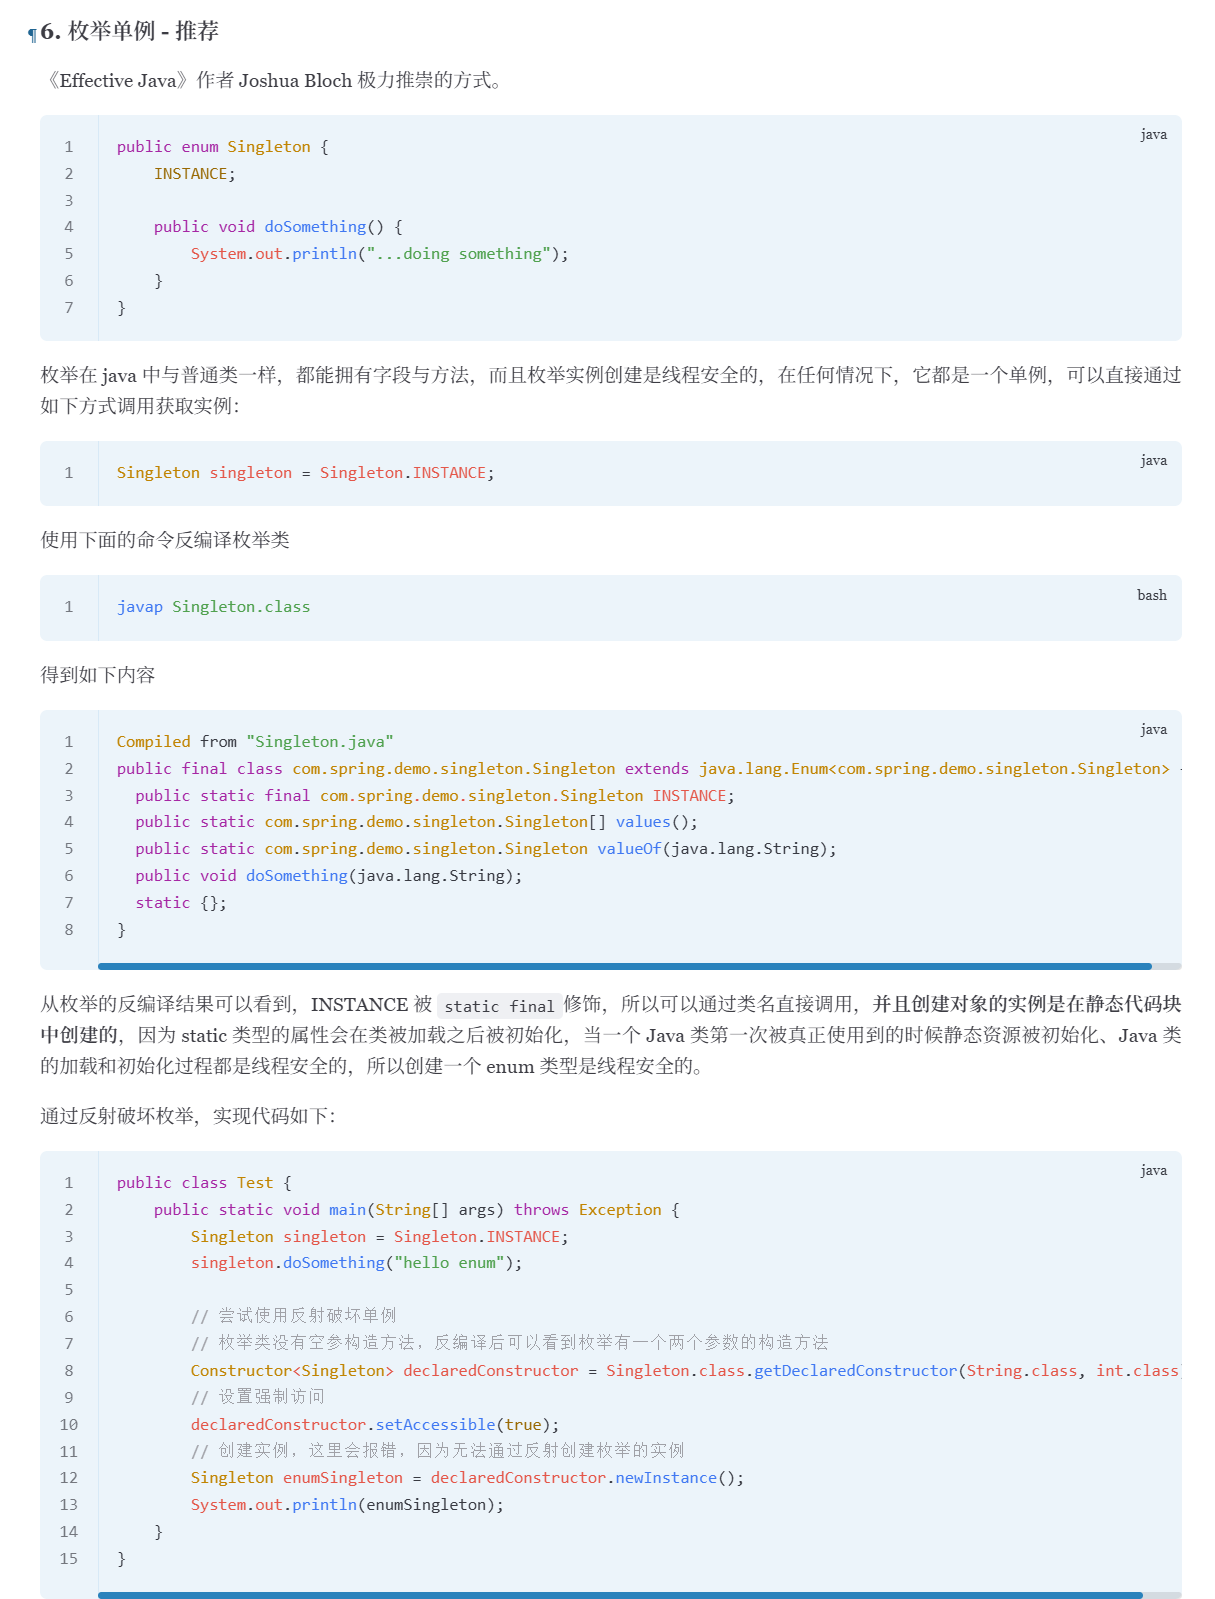 ¶6. 枚举单例 - 推荐
《Effective Java》作者 Joshua Bloch 极力推崇的方式。
java
1 public enum Singleton {
2     INSTANCE;
3
4     public void doSomething() {
5         System.out.println("...doing something");
6     }
7 }
枚举在 java 中与普通类一样，都能拥有字段与方法，而且枚举实例创建是线程安全的，在任何情况下，它都是一个单例，可以直接通过
如下方式调用获取实例：
java
1 Singleton singleton = Singleton.INSTANCE;
使用下面的命令反编译枚举类
bash
1 javap Singleton.class
得到如下内容
java
1 Compiled from "Singleton.java"
2 public final class com.spring.demo.singleton.Singleton extends java.lang.Enum<com.spring.demo.singleton.Singleton>
3   public static final com.spring.demo.singleton.Singleton INSTANCE;
4   public static com.spring.demo.singleton.Singleton[] values();
5   public static com.spring.demo.singleton.Singleton valueOf(java.lang.String);
6   public void doSomething(java.lang.String);
7   static {};
8 }
从枚举的反编译结果可以看到，INSTANCE 被 static final 修饰，所以可以通过类名直接调用，并且创建对象的实例是在静态代码块
中创建的，因为 static 类型的属性会在类被加载之后被初始化，当一个 Java 类第一次被真正使用到的时候静态资源被初始化、Java 类
的加载和初始化过程都是线程安全的，所以创建一个 enum 类型是线程安全的。
通过反射破坏枚举，实现代码如下：
java
1 public class Test {
2     public static void main(String[] args) throws Exception {
3         Singleton singleton = Singleton.INSTANCE;
4         singleton.doSomething("hello enum");
5
6         // 尝试使用反射破坏单例
7         // 枚举类没有空参构造方法，反编译后可以看到枚举有一个两个参数的构造方法
8         Constructor<Singleton> declaredConstructor = Singleton.class.getDeclaredConstructor(String.class, int.class
9         // 设置强制访问
10         declaredConstructor.setAccessible(true);
11         // 创建实例，这里会报错，因为无法通过反射创建枚举的实例
12         Singleton enumSingleton = declaredConstructor.newInstance();
13         System.out.println(enumSingleton);
14     }
15 }